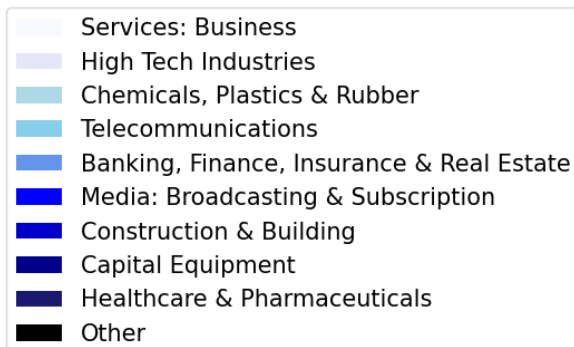 Services: Business
High Tech Industries
Chemicals, Plastics & Rubber
Telecommunications
Banking, Finance, Insurance & Real Estate
Media: Broadcasting & Subscription
Construction & Building
Capital Equipment
Healthcare & Pharmaceuticals
Other